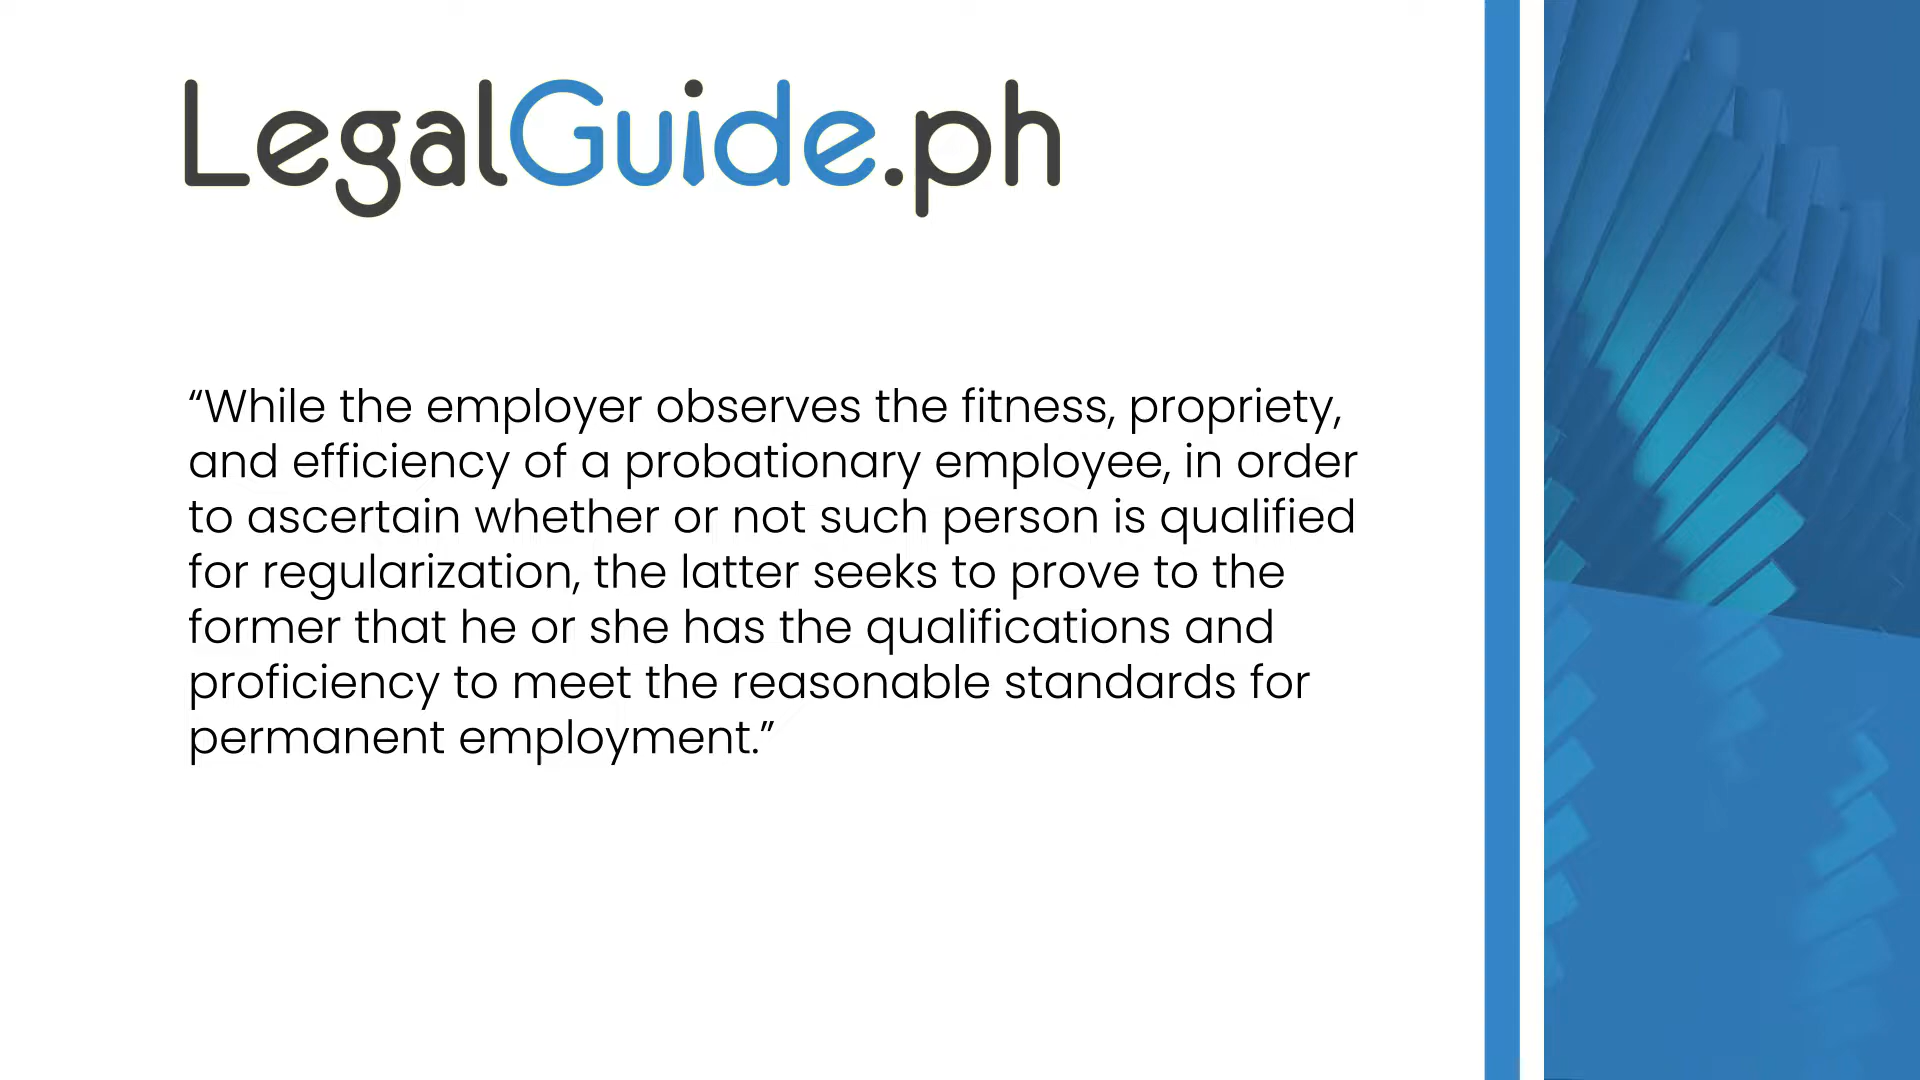 LegalGuide.ph
“While the employer observes the fitness, propriety,
and efficiency of a probationary employee, in order
to ascertain whether or not such person is qualified
for regularization, the latter seeks to prove to the
former that he or she has the qualifications and
proficiency to meet the reasonable standards for
permanent employment.”